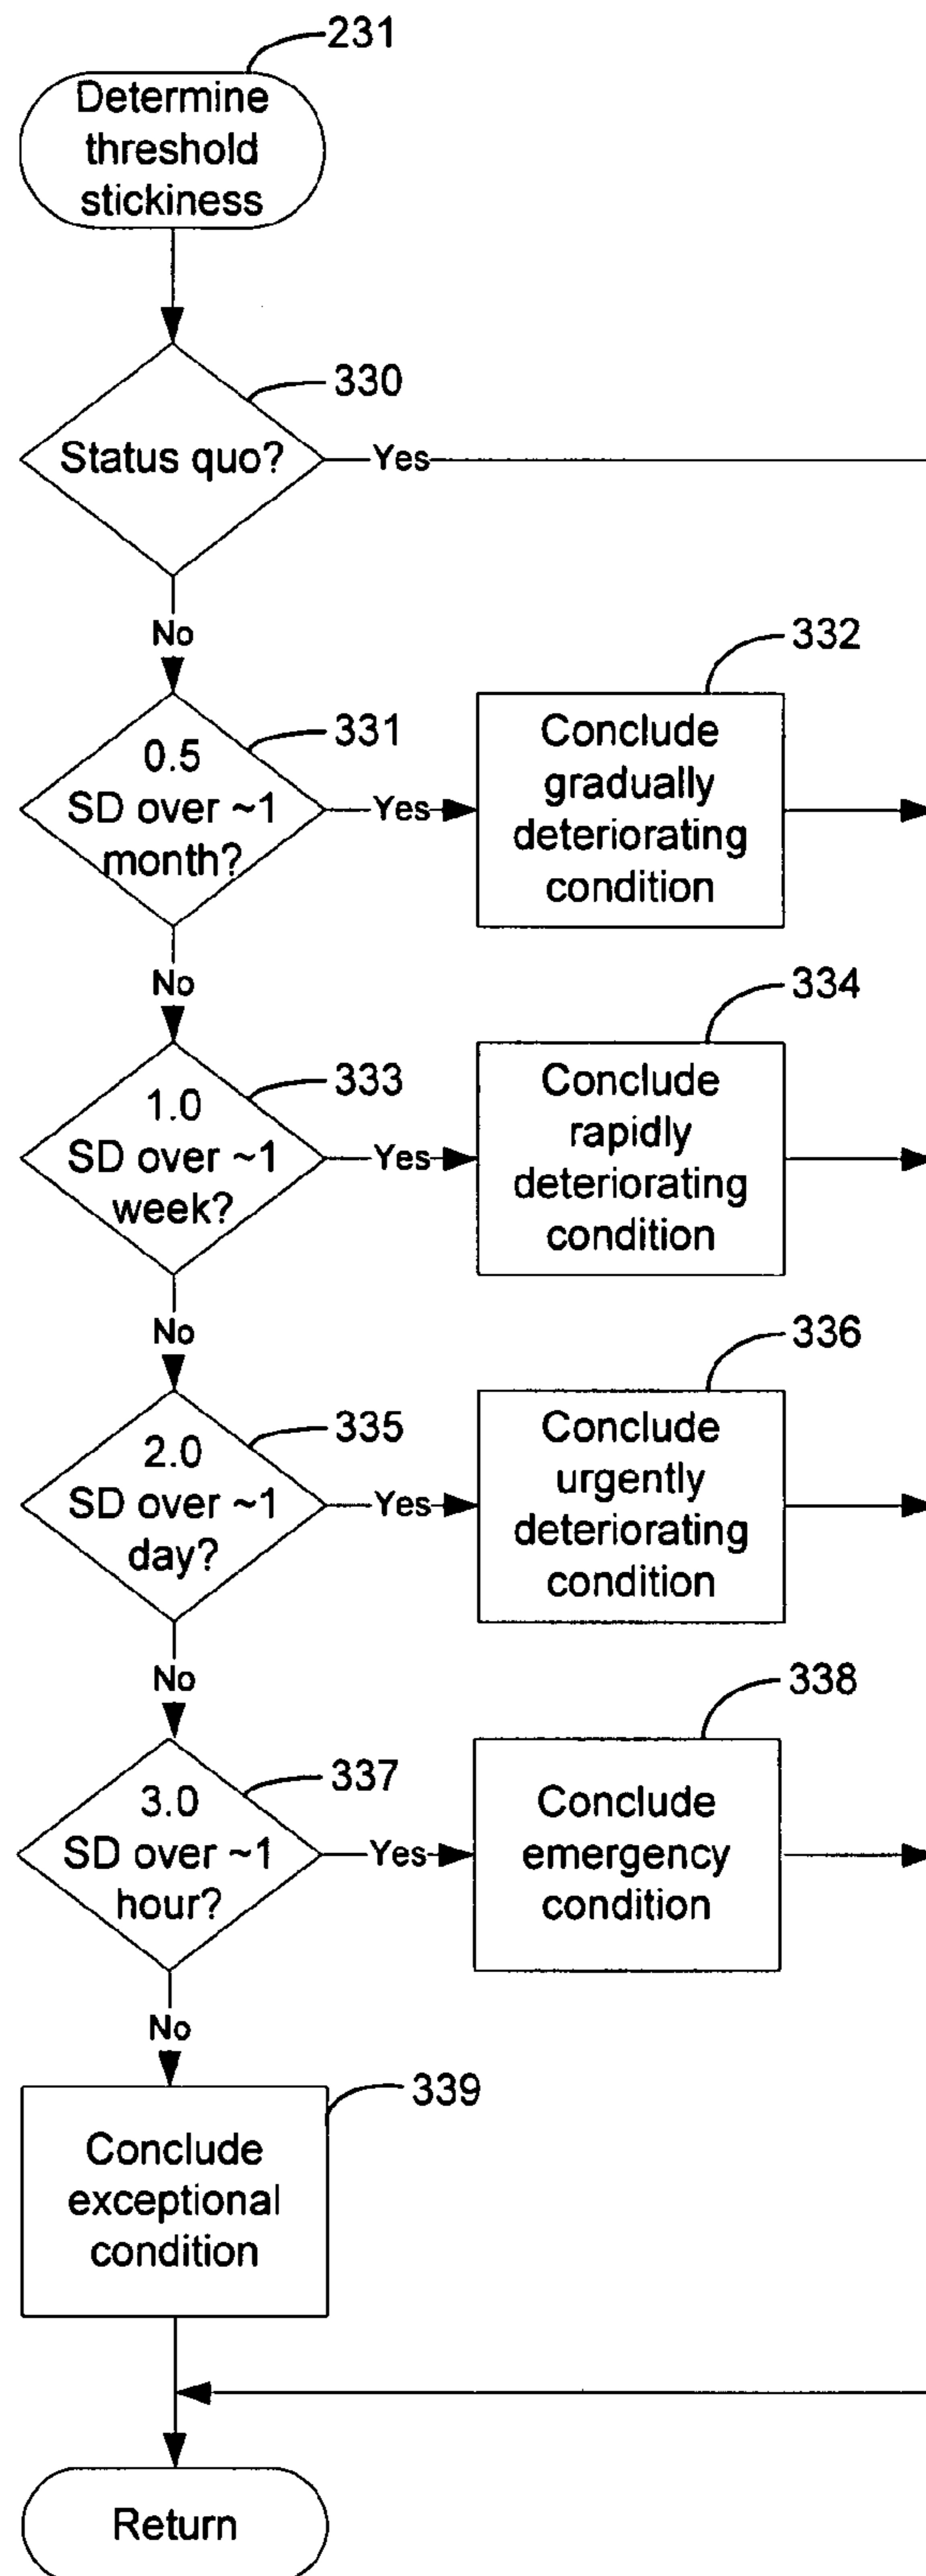 231
Determine
threshold
stickiness
330
Status quo?
Yes
No
331
0.5
SD over ~1
month?
Yes
332
Conclude
gradually
deteriorating
condition
No
333
1.0
SD over ~1
week?
Yes
334
Conclude
rapidly
deteriorating
condition
No
335
2.0
SD over ~1
day?
Yes
336
Conclude
urgently
deteriorating
condition
No
337
3.0
SD over ~1
hour?
Yes
338
Conclude
emergency
condition
No
339
Conclude
exceptional
condition
Return